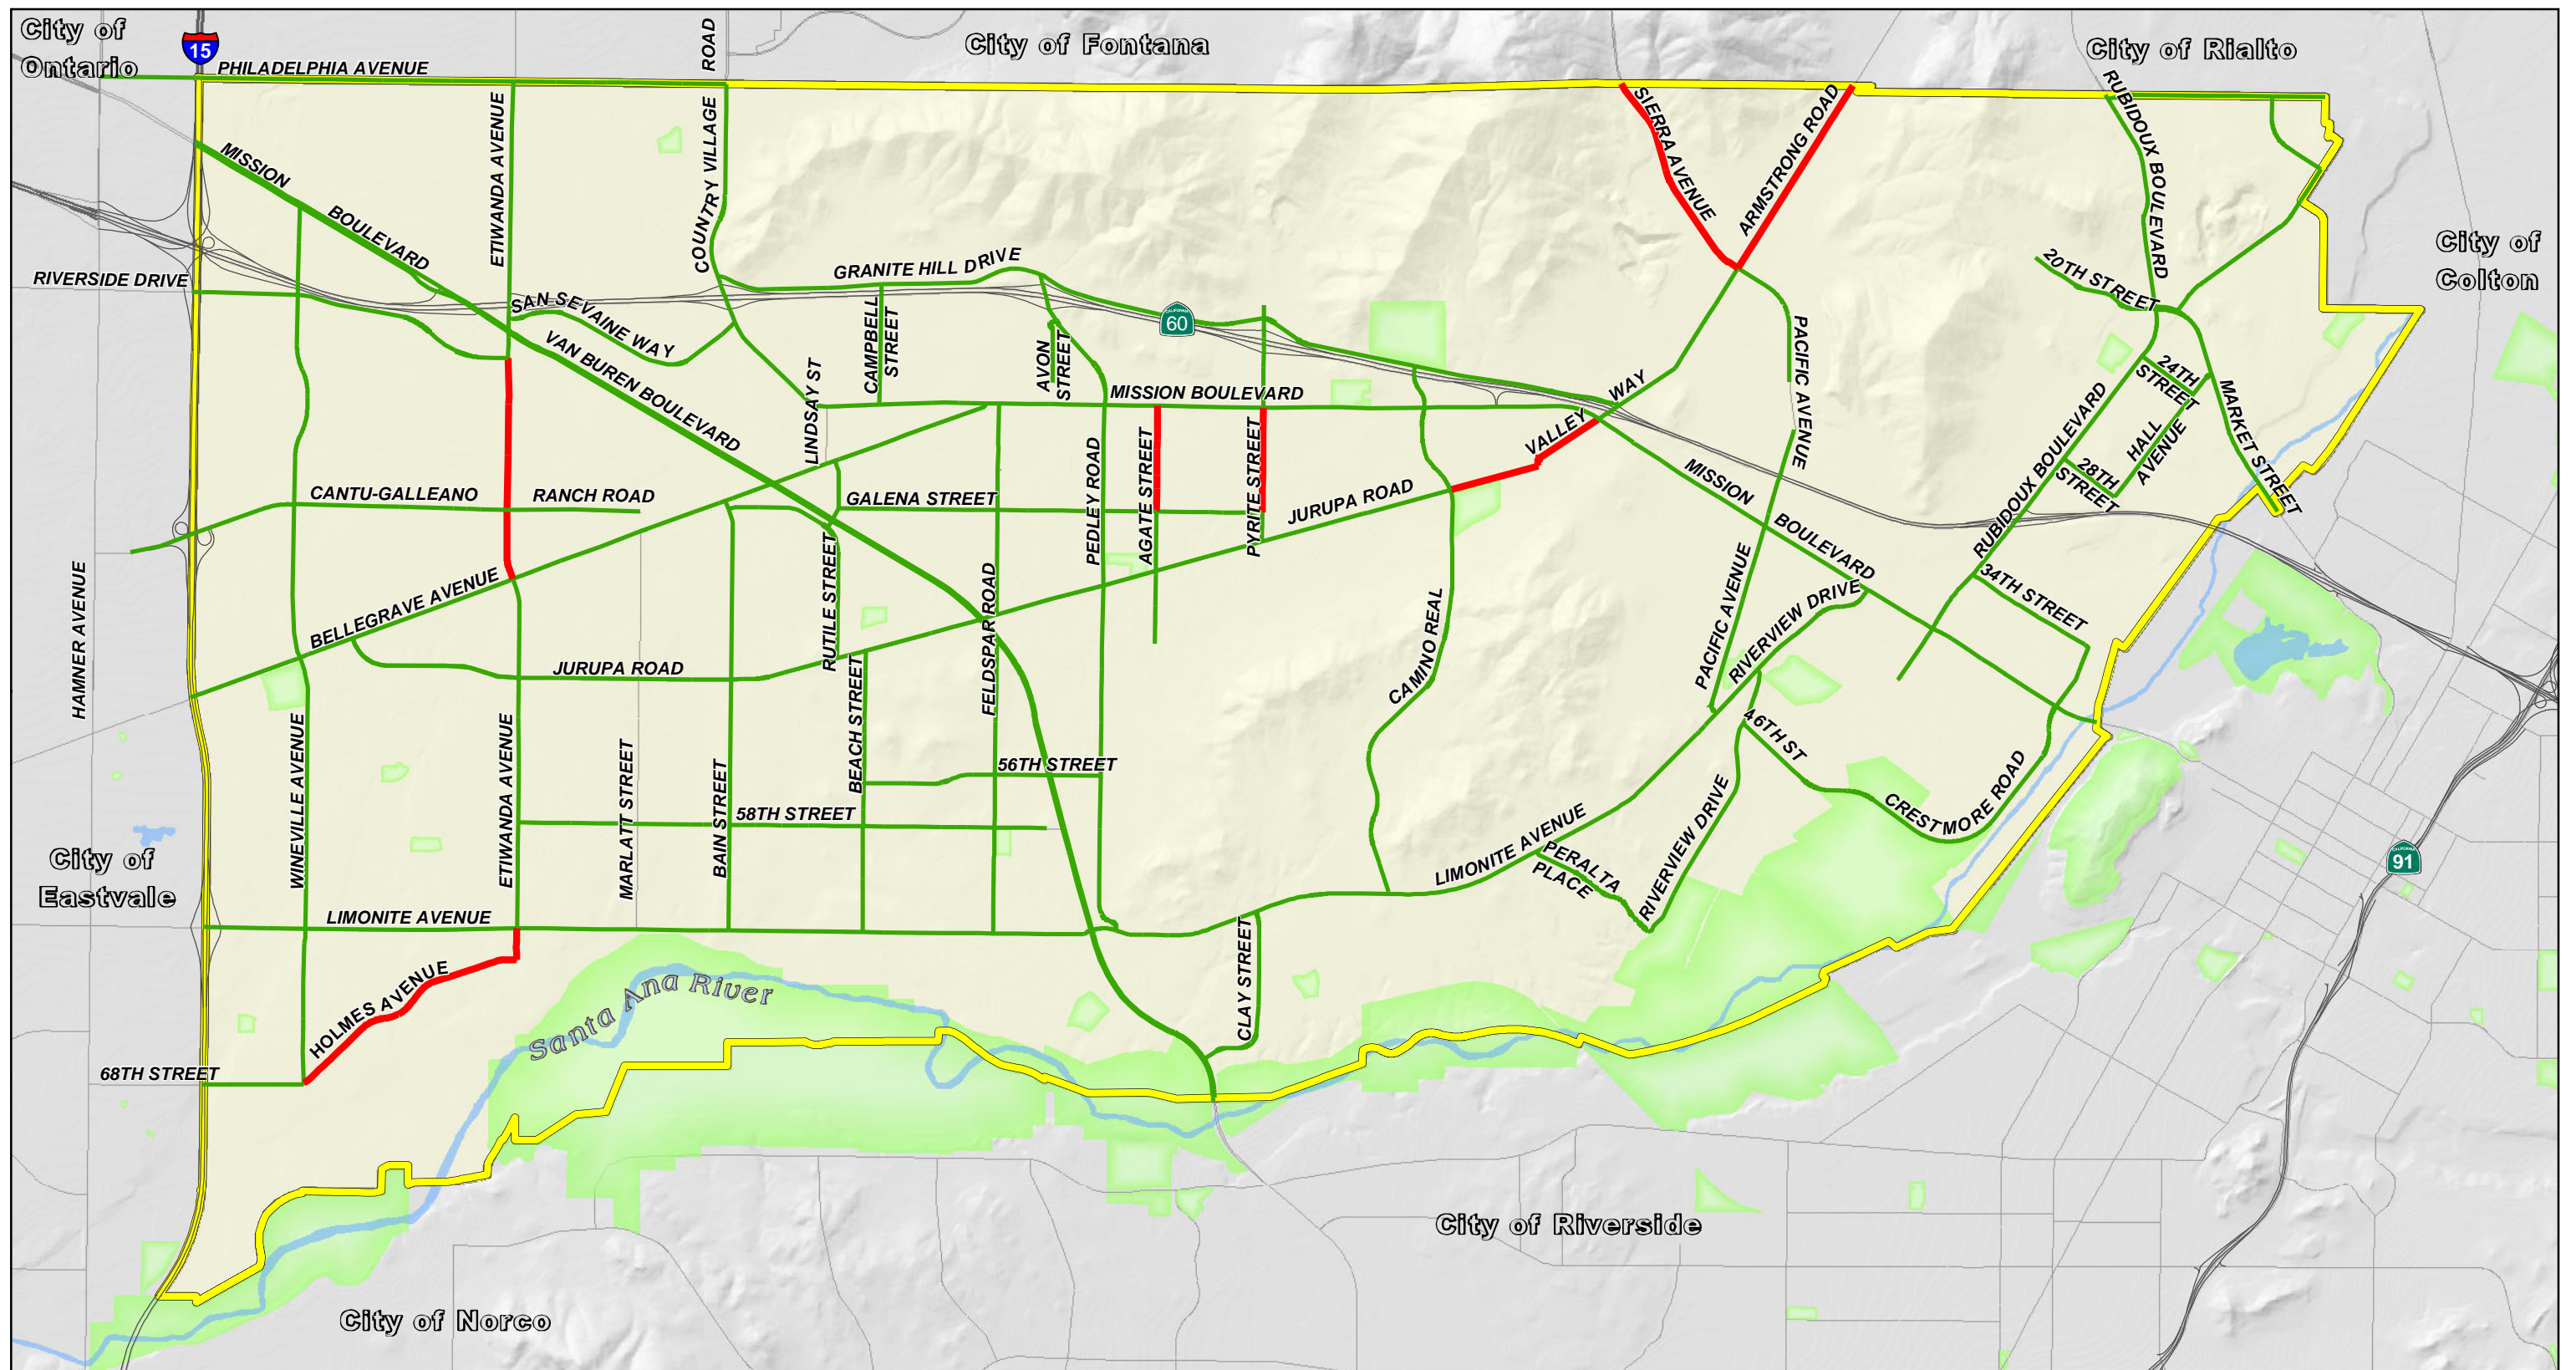 City of
Ontario
15
PHILADELPHIA AVENUE
ROAD
City of Fontana
City of Rialto
MISSION
BOULEVARD
ETIWANDA AVENUE
COUNTRY VILLAGE
SIERRA AVENUE
ARMSTRONG ROAD
RUBIDOUX BOULEVARD
City of
Colton
RIVERSIDE DRIVE
GRANITE HILL DRIVE
20TH STREET
SAN SEVAINE WAY
CAMPBELL
STREET
CALIFORNIA
60
VAN BUREN BOULEVARD
LINDSAY ST
AVON
STREET
MISSION BOULEVARD
VALLEY
WAY
PACIFIC AVENUE
24TH
STREET
MARKET STREET
HALL
AVENUE
28TH
STREET
RUBIDOUX BOULEVARD
CANTU-GALLEANO
RANCH ROAD
GALENA STREET
PEDLEY ROAD
AGATE STREET
PYRITE STREET
JURUPA ROAD
MISSION
BOULEVARD
HAMNER AVENUE
BELLEGRAVE AVENUE
RUTILE STREET
FELDSPAR ROAD
CAMINO REAL
PACIFIC AVENUE
RIVERVIEW DRIVE
34TH STREET
JURUPA ROAD
WINEVILLE AVENUE
ETIWANDA AVENUE
MARLATT STREET
BAIN STREET
BEACH STREET
56TH STREET
58TH STREET
46TH ST
CRESTMORE ROAD
RIVERVIEW DRIVE
LIMONITE AVENUE
PERALTA
PLACE
City of
Eastvale
CALIFORNIA
91
LIMONITE AVENUE
HOLMES AVENUE
Santa Ana River
CLAY STREET
68TH STREET
City of Riverside
City of Norco